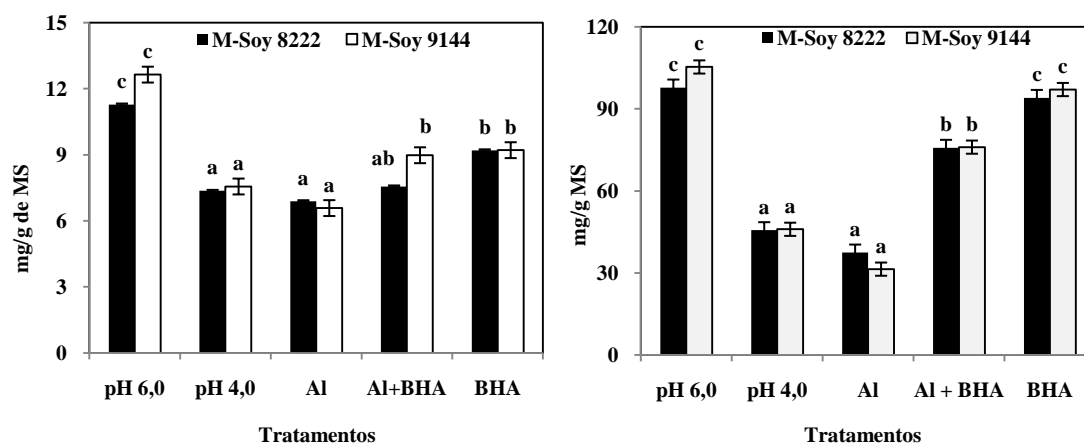 15
M-Soy 8222 M-Soy 9144
c c
12
b b b
9
ab
a a a a
6
3
0
mg/g de MS
pH 6,0 pH 4,0 Al Al+BHA BHA
Tratamentos
120
M-Soy 8222 M-Soy 9144
c c c c
90
b b
60
a a
a a
30
0
mg/g MS
pH 6,0 pH 4,0 Al Al + BHA BHA
Tratamentos